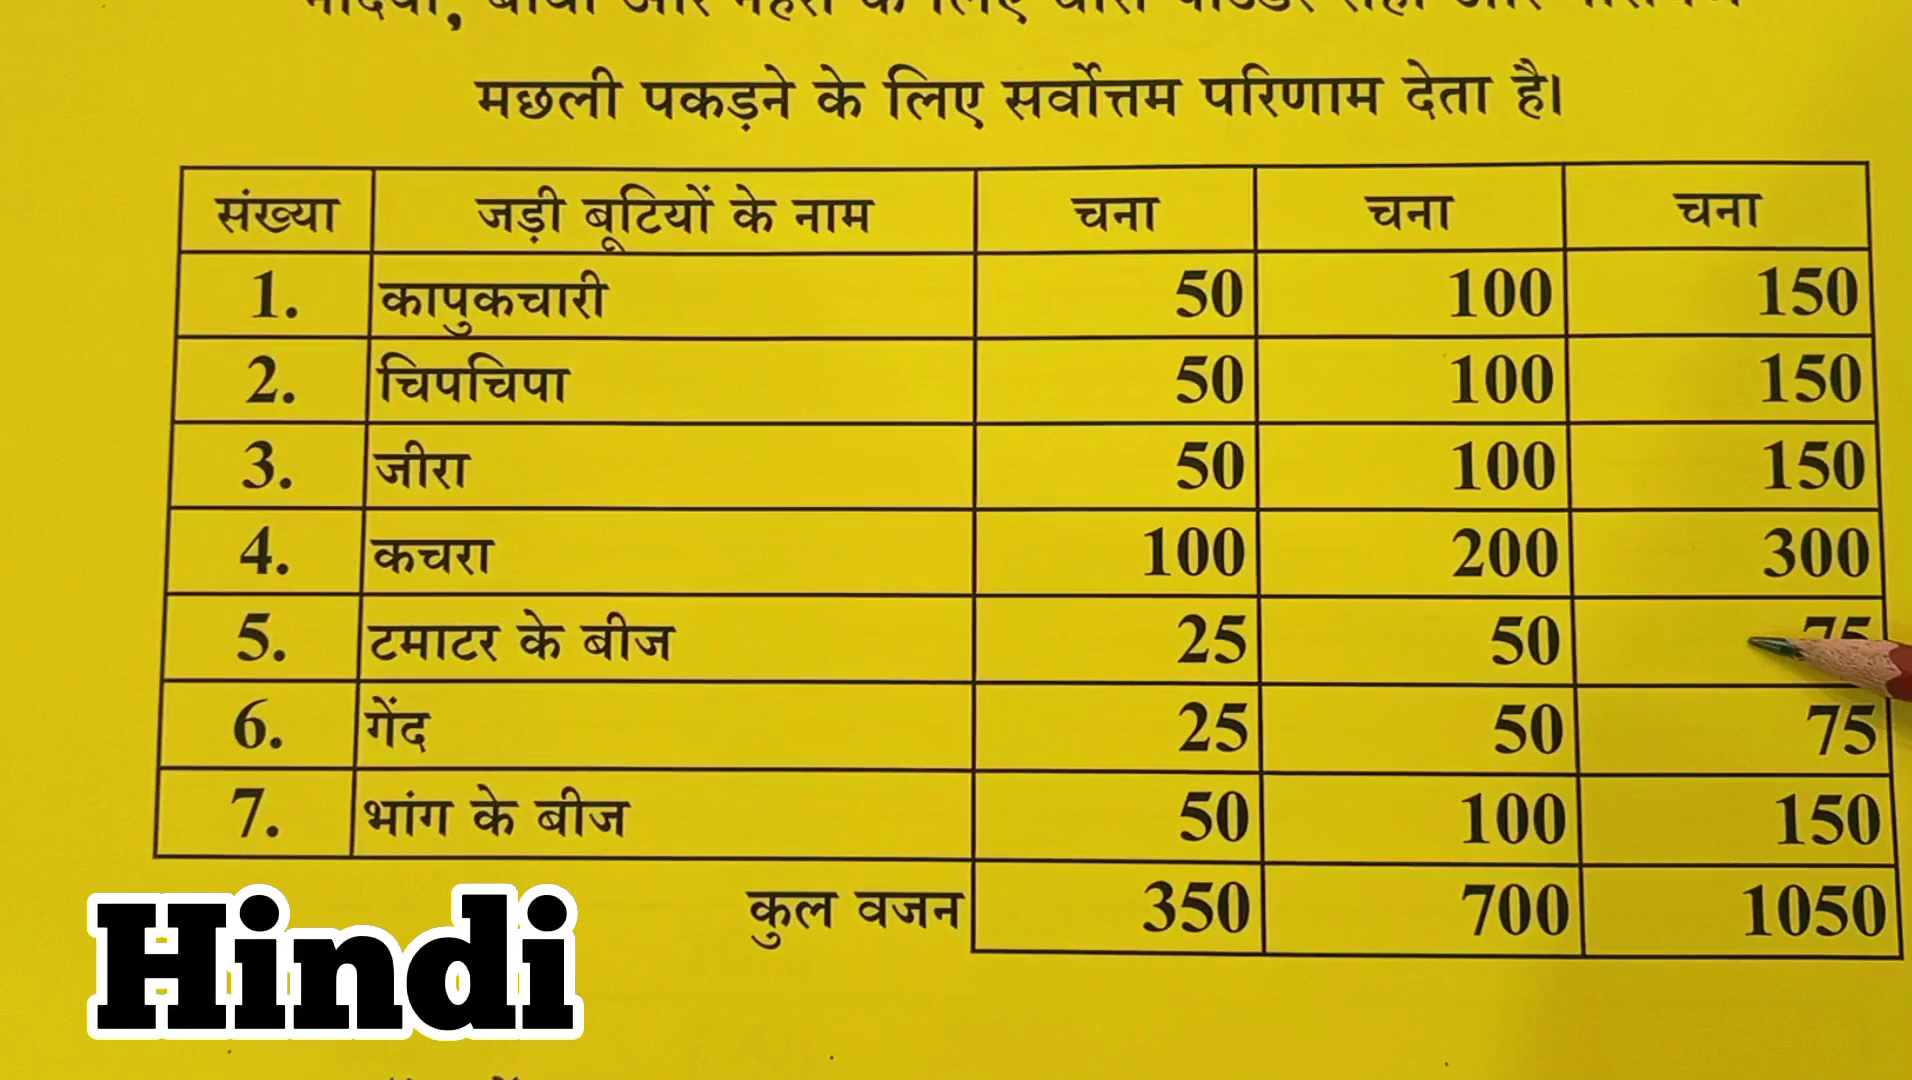 मछली पकड़ने के लिए सर्वोत्तम परिणाम देता है।
संख्या जड़ी बूटियों के नाम चना चना चना
1. कापुकचारी 50 100 150
2. चिपचिपा 50 100 150
3. जीरा 50 100 150
4. कचरा 100 200 300
5. टमाटर के बीज 25 50 75
6. गेंद 25 50 75
7. भांग के बीज 50 100 150
कुल वजन 350 700 1050
Hindi